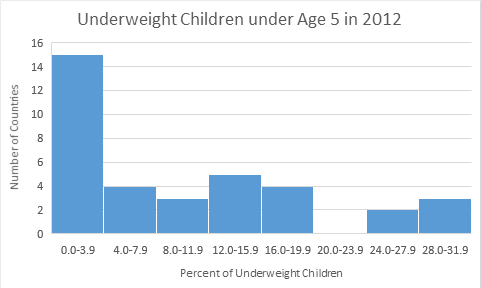 Underweight Children under Age 5 in 2012
Number of Countries
16
14
12
10
8
6
4
2
0
0.0-3.9 4.0-7.9 8.0-11.9 12.0-15.9 16.0-19.9 20.0-23.9 24.0-27.9 28.0-31.9
Percent of Underweight Children